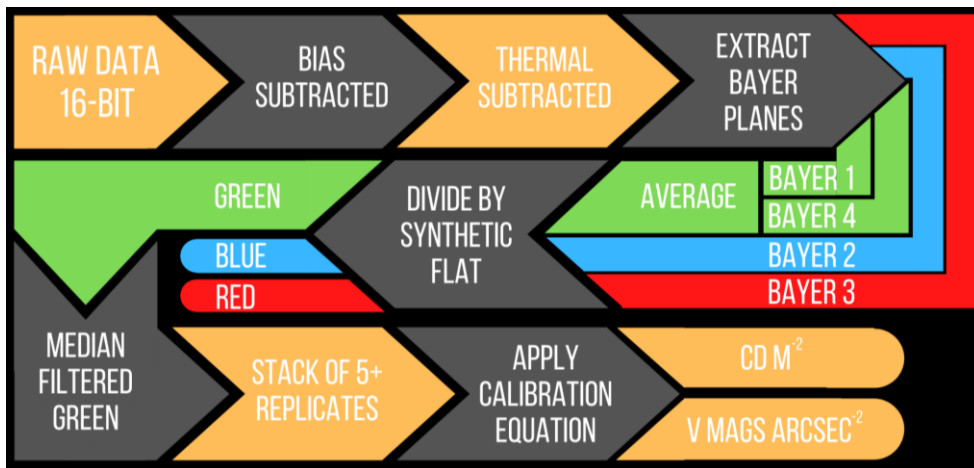 RAW DATA
16-BIT
BIAS
SUBTRACTED
THERMAL
SUBTRACTED
EXTRACT
BAYER
PLANES
BAYER 1
BAYER 4
BAYER 2
BAYER 3
AVERAGE
DIVIDE BY
SYNTHETIC
FLAT
GREEN
BLUE
RED
MEDIAN
FILTERED
GREEN
STACK OF 5+
REPLICATES
APPLY
CALIBRATION
EQUATION
CD M⁻²
V MAGS ARCSEC⁻²